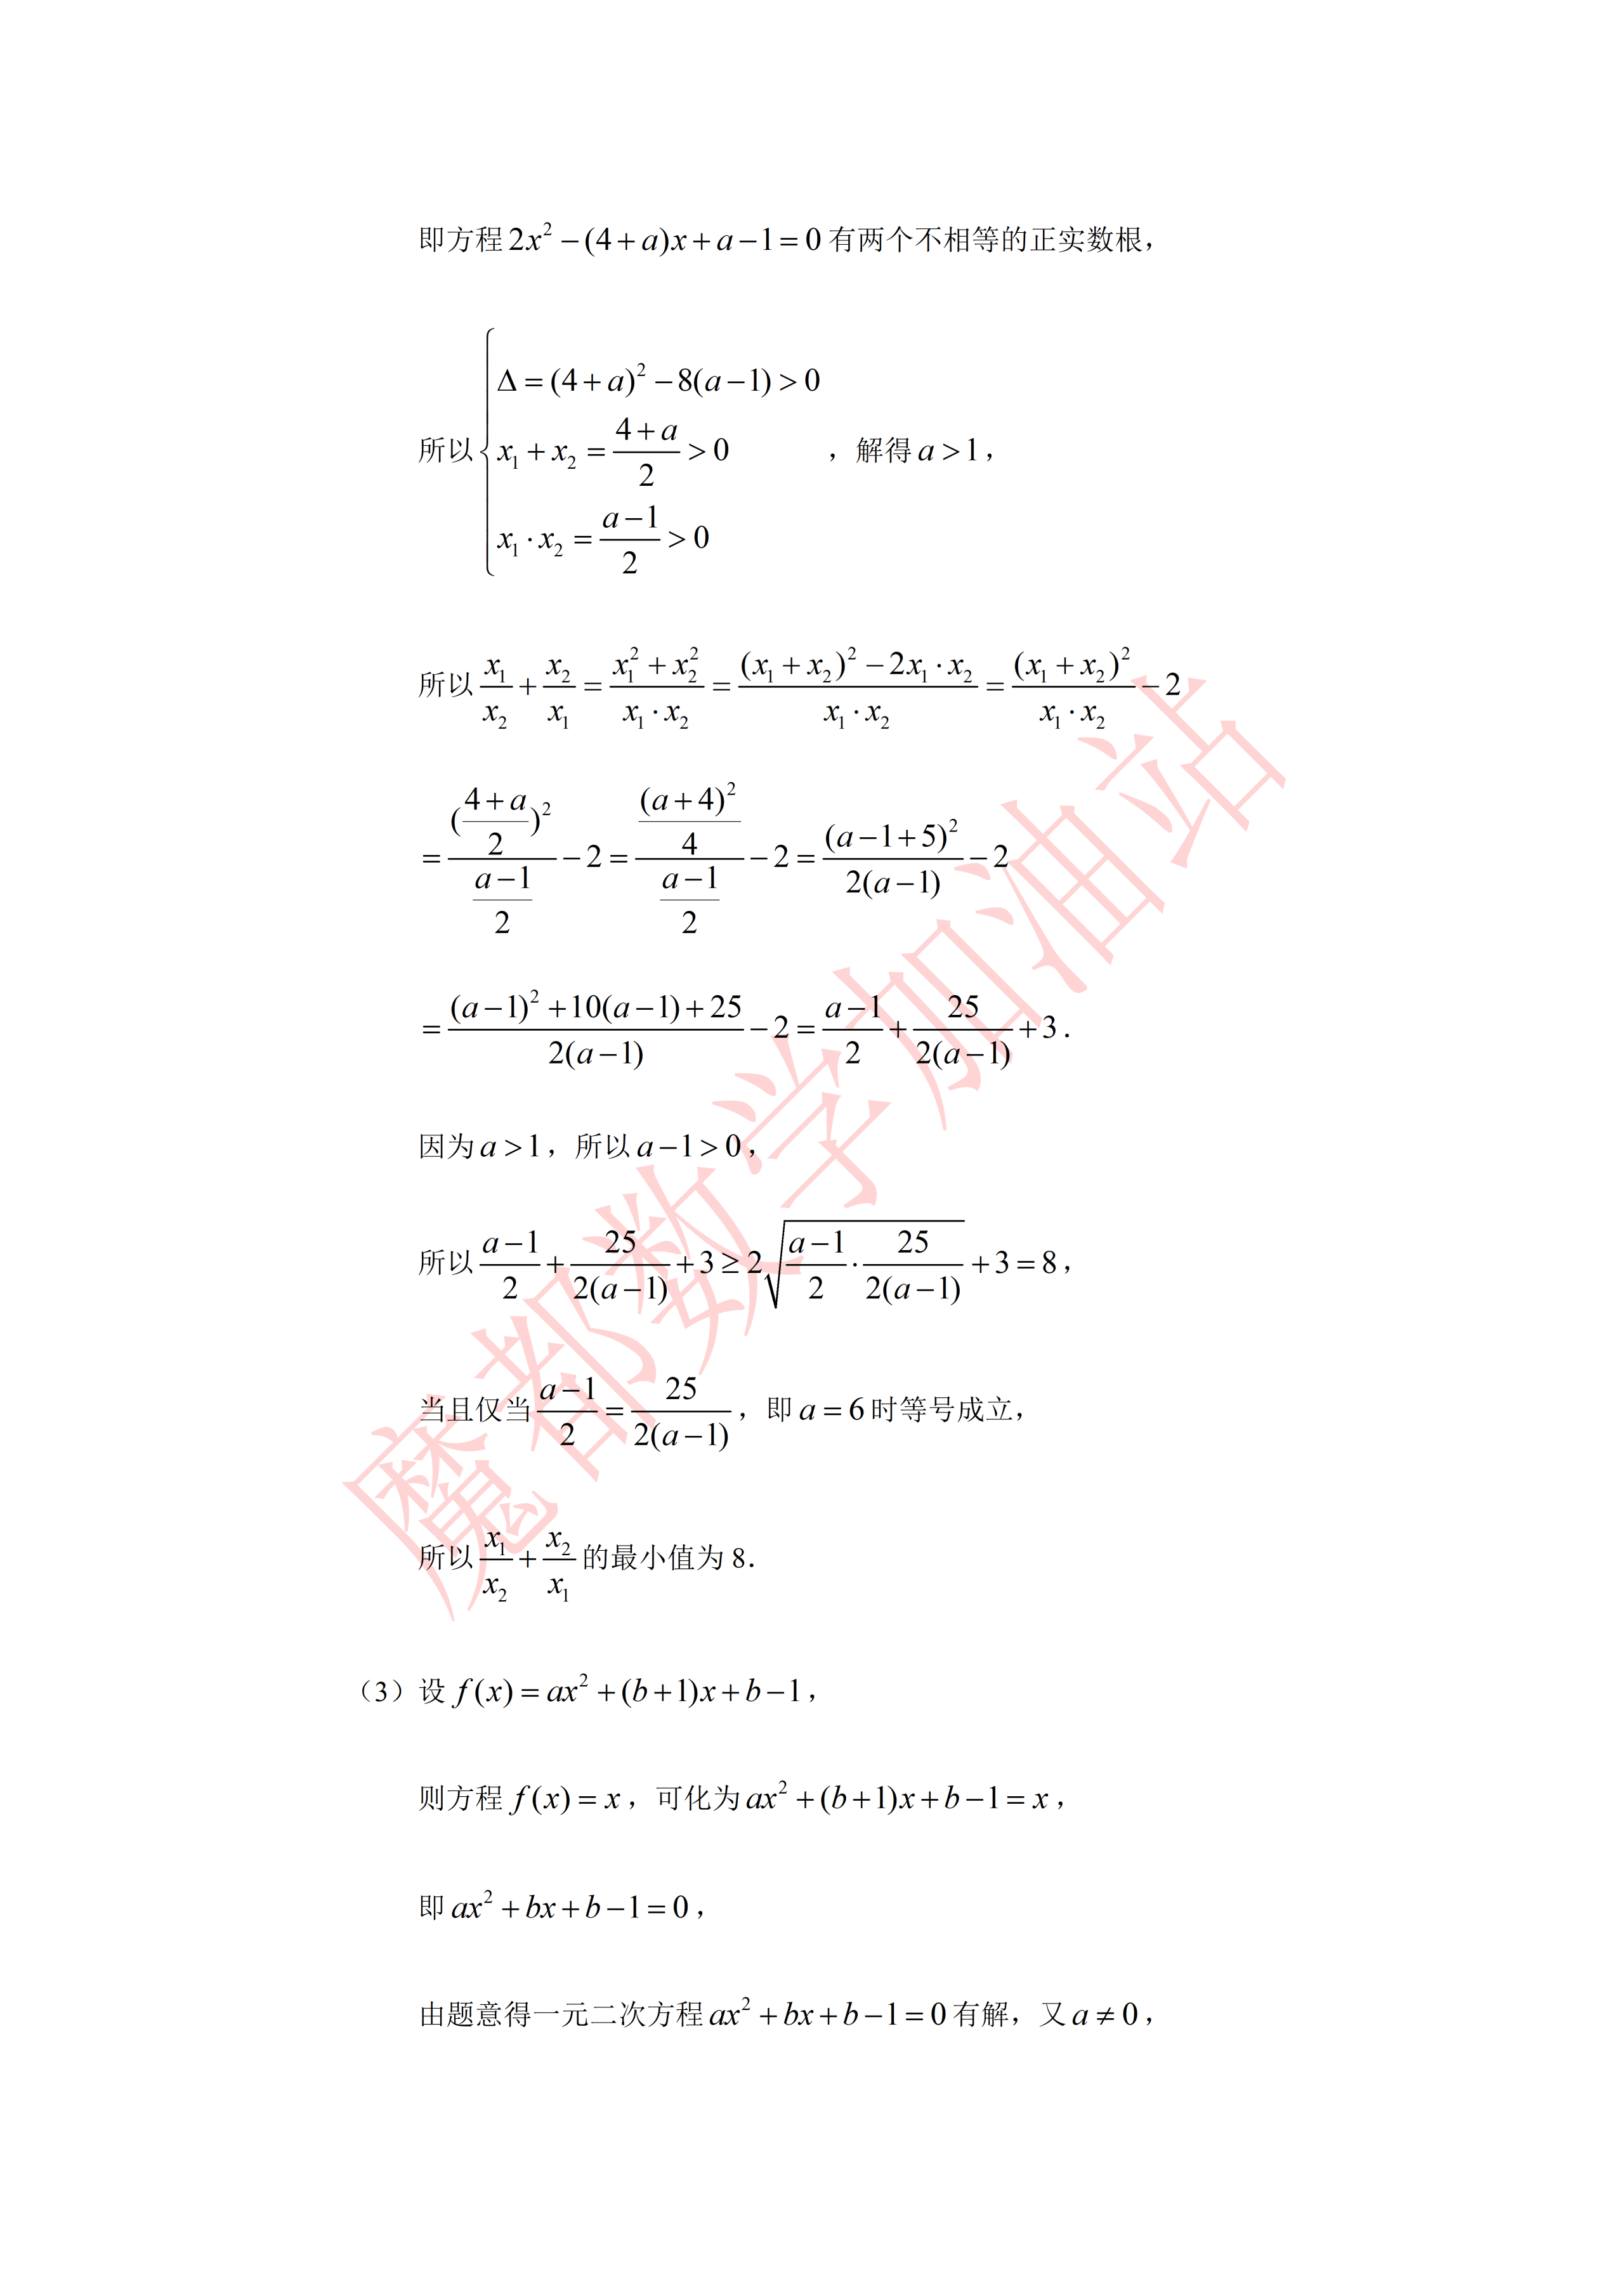 即方程 2x² − (4 + a)x + a − 1 = 0 有两个不相等的正实数根，
所以 { Δ = (4 + a)² − 8(a − 1) > 0
x₁ + x₂ = (4 + a)/2 > 0 ，解得 a > 1，
x₁ · x₂ = (a − 1)/2 > 0
所以 x₁/x₂ + x₂/x₁ = (x₁² + x₂²)/(x₁ · x₂) = ((x₁ + x₂)² − 2x₁ · x₂)/(x₁ · x₂) = (x₁ + x₂)²/(x₁ · x₂) − 2
= ((4 + a)/2)²/((a − 1)/2) − 2 = ((a + 4)²/4)/((a − 1)/2) − 2 = (a − 1 + 5)²/(2(a − 1)) − 2
= ((a − 1)² + 10(a − 1) + 25)/(2(a − 1)) − 2 = (a − 1)/2 + 25/(2(a − 1)) + 3．
因为 a > 1，所以 a − 1 > 0，
所以 (a − 1)/2 + 25/(2(a − 1)) + 3 ≥ 2√((a − 1)/2 · 25/(2(a − 1))) + 3 = 8，
当且仅当 (a − 1)/2 = 25/(2(a − 1))，即 a = 6 时等号成立，
所以 x₁/x₂ + x₂/x₁ 的最小值为 8．
（3）设 f(x) = ax² + (b + 1)x + b − 1，
则方程 f(x) = x，可化为 ax² + (b + 1)x + b − 1 = x，
即 ax² + bx + b − 1 = 0，
由题意得一元二次方程 ax² + bx + b − 1 = 0 有解，又 a ≠ 0，
魔都数学加油站